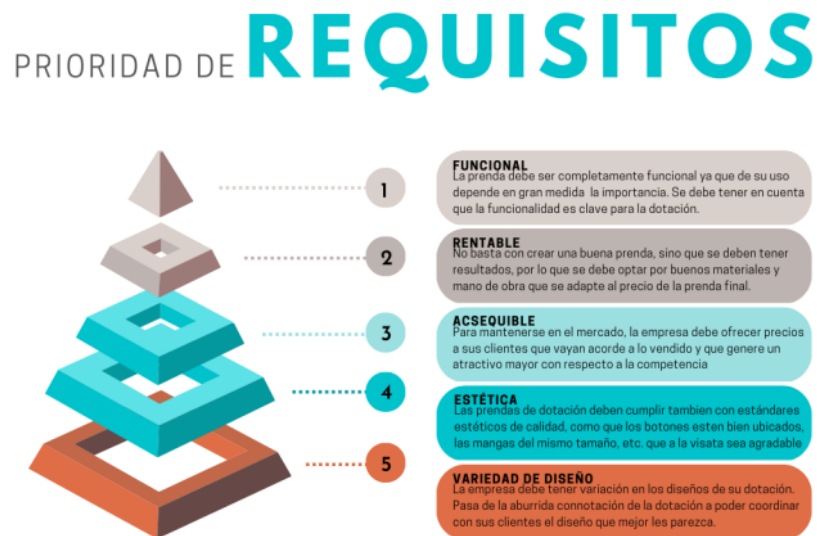 PRIORIDAD DE REQUISITOS
1
FUNCIONAL
La prenda debe ser completamente funcional ya que de su uso
depende en gran medida la importancia. Se debe tener en cuenta
que la funcionalidad es clave para la dotación.
2
RENTABLE
No basta con crear una buena prenda, sino que se deben tener
resultados, por lo que se debe optar por buenos materiales y
mano de obra que se adapte al precio de la prenda final.
3
ACSEQUIBLE
Para mantenerse en el mercado, la empresa debe ofrecer precios
a sus clientes que vayan acorde a lo vendido y que genere un
atractivo mayor con respecto a la competencia
4
ESTÉTICA
Las prendas de dotación deben cumplir tambien con estándares
estéticos de calidad, como que los botones esten bien ubicados,
las mangas del mismo tamaño, etc. que a la visata sea agradable
5
VARIEDAD DE DISEÑO
La empresa debe tener variación en los diseños de su dotación.
Pasa de la aburrida connotación de la dotación a poder coordinar
con sus clientes el diseño que mejor les parezca.